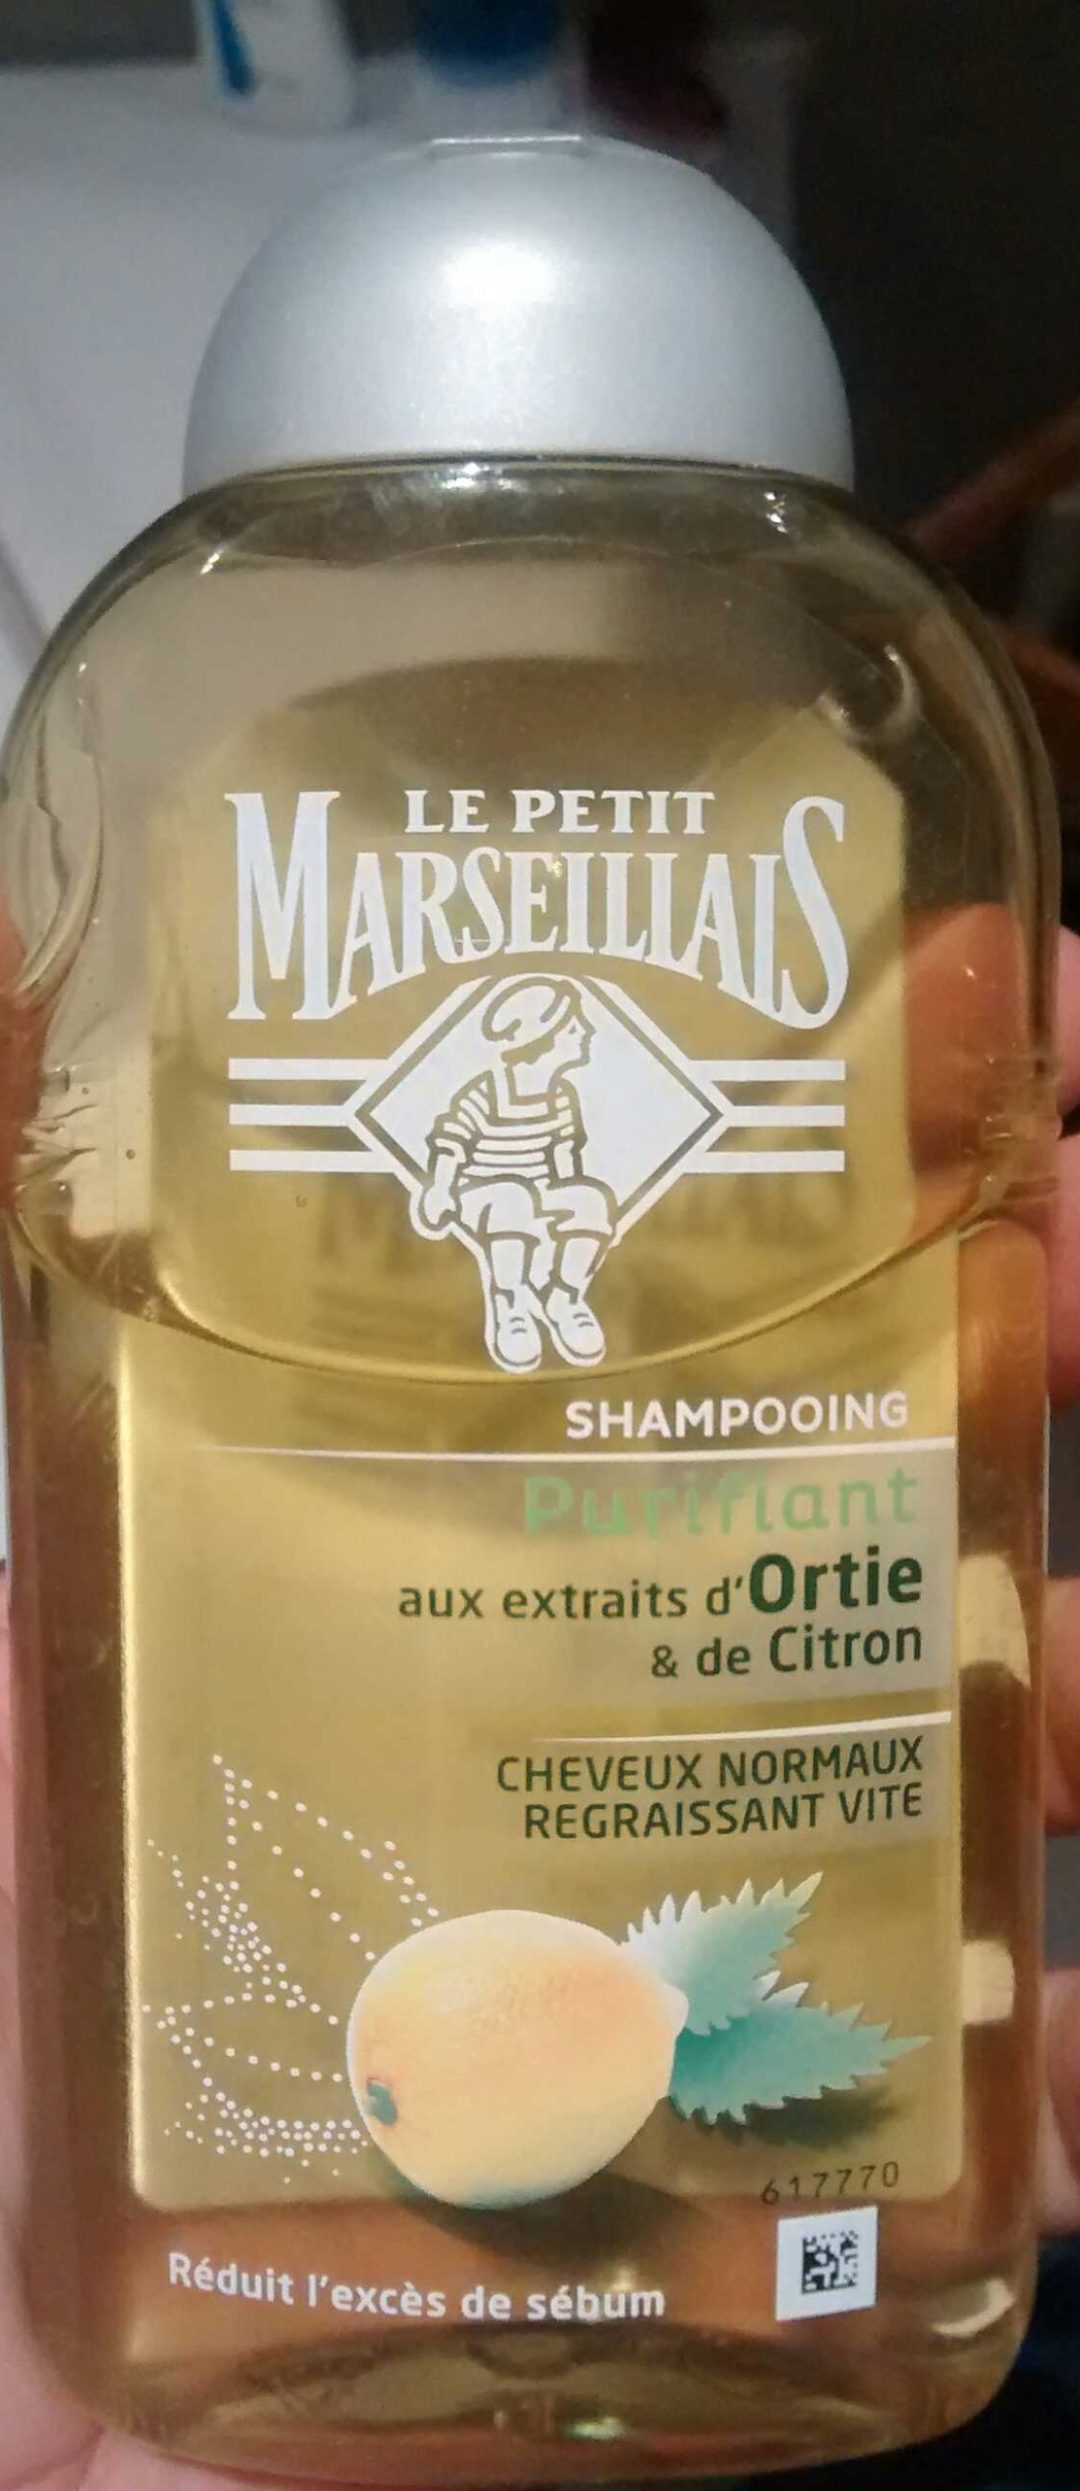 LE PETIT
MARSEILLAIS
SHAMPOOING
Purifiant
aux extraits d'Ortie
& de Citron
CHEVEUX NORMAUX
REGRAISSANT VITE
617770
Réduit l'excès de sébum